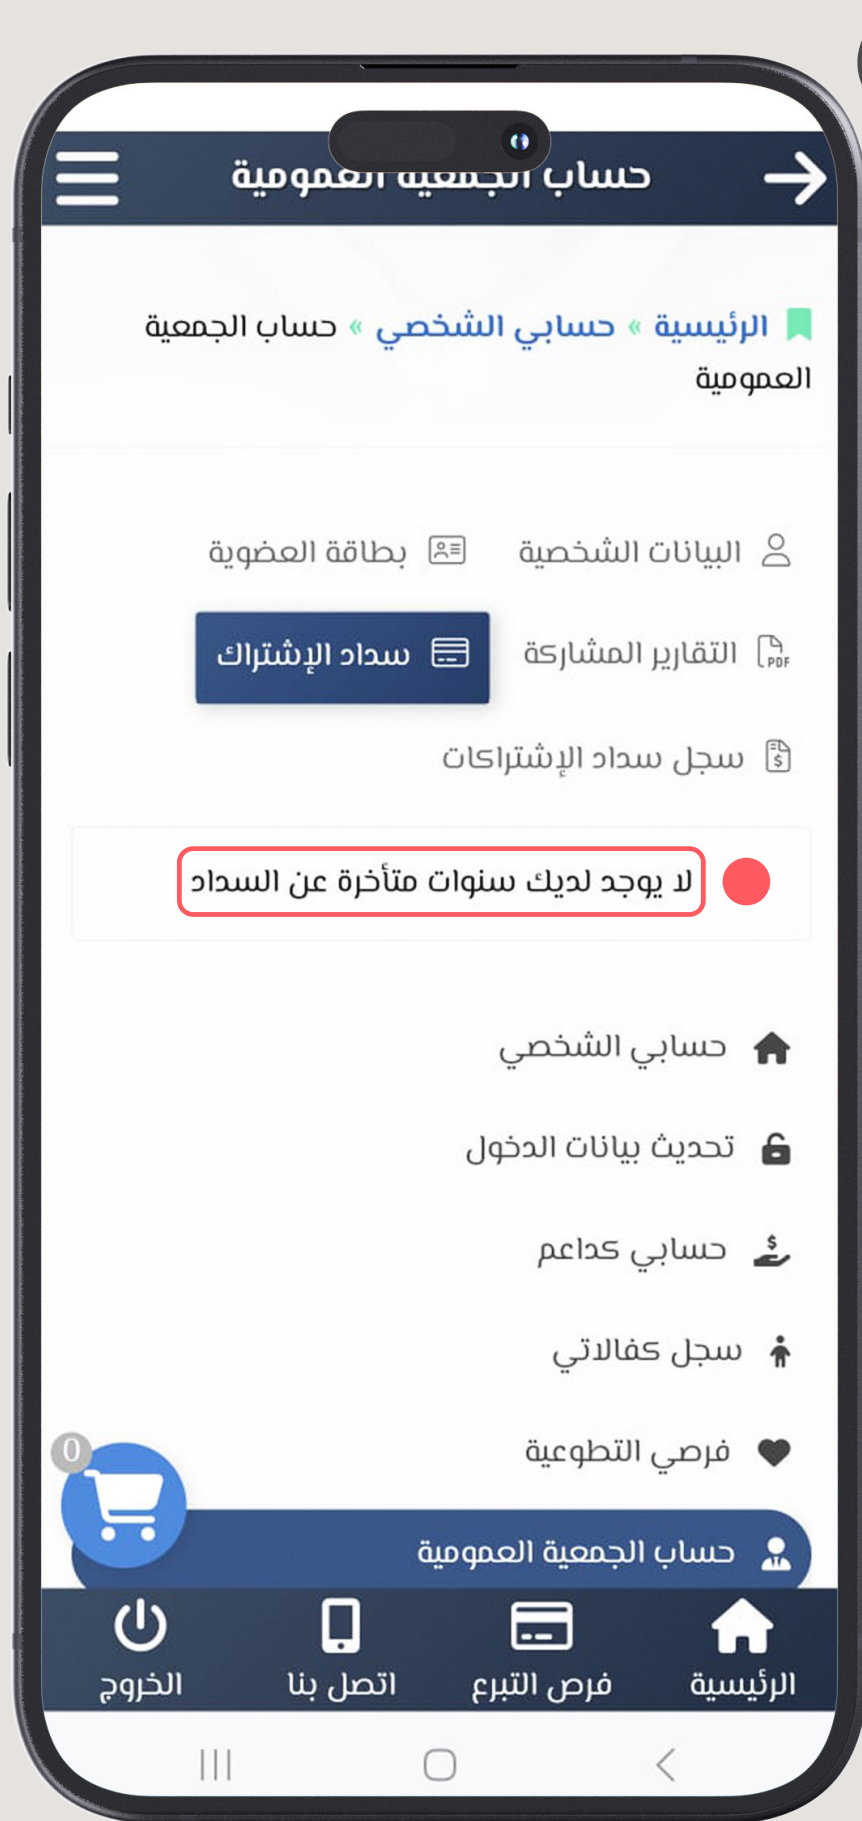 حساب الجمعية العمومية
الرئيسية » حسابي الشخصي » حساب الجمعية
العمومية
البيانات الشخصية
بطاقة العضوية
PDF التقارير المشاركة
سداد الإشتراك
سجل سداد الإشتراكات
لا يوجد لديك سنوات متأخرة عن السداد
حسابي الشخصي
تحديث بيانات الدخول
حسابي كداعم
سجل كفالاتي
فرصي التطوعية
0
حساب الجمعية العمومية
الرئيسية
فرص التبرع
اتصل بنا
الخروج